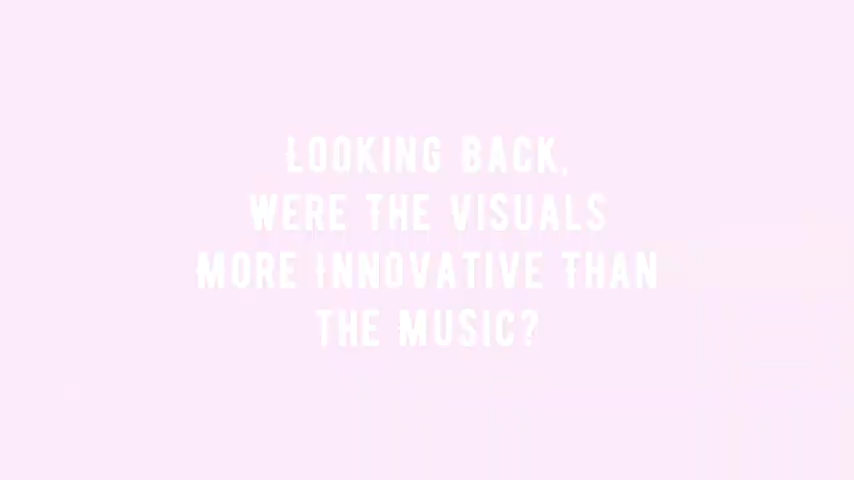 Looking Back,
Were The Visuals
More Innovative Than
The Music?